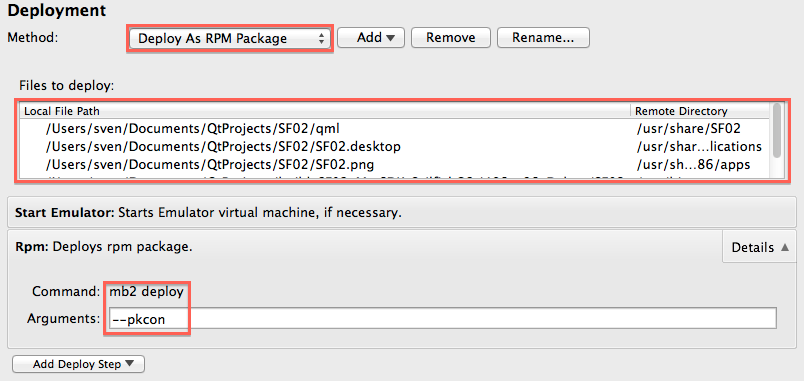 Deployment
Method: Deploy As RPM Package Add Remove Rename...
Files to deploy:
Local File Path Remote Directory
/Users/sven/Documents/QtProjects/SF02/qml /usr/share/SF02
/Users/sven/Documents/QtProjects/SF02/SF02.desktop /usr/shar...lications
/Users/sven/Documents/QtProjects/SF02/SF02.png /usr/sh...86/apps
Start Emulator: Starts Emulator virtual machine, if necessary.
Rpm: Deploys rpm package. Details
Command: mb2 deploy
Arguments: --pkcon
Add Deploy Step